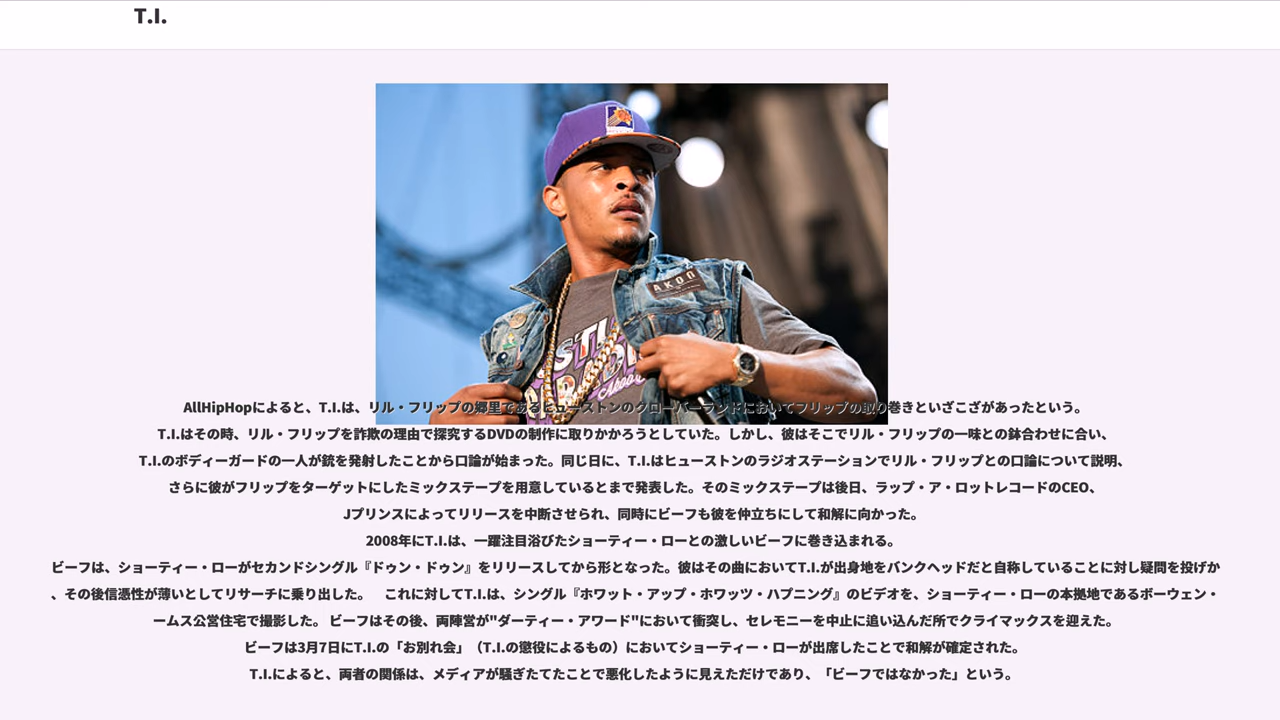 T.I.
AKOO
AllHipHopによると、T.I.は、リル・フリップの郷里であるヒューストンのクローバーランドにおいてフリップの取り巻きといざこざがあったという。
T.I.はその時、リル・フリップを詐欺の理由で探究するDVDの制作に取りかかろうとしていた。しかし、彼はそこでリル・フリップの一味との鉢合わせに合い、
T.I.のボディーガードの一人が銃を発射したことから口論が始まった。同じ日に、T.I.はヒューストンのラジオステーションでリル・フリップとの口論について説明、
さらに彼がフリップをターゲットにしたミックステープを用意しているとまで発表した。そのミックステープは後日、ラップ・ア・ロットレコードのCEO、
Jプリンスによってリリースを中断させられ、同時にビーフも彼を仲立ちにして和解に向かった。
2008年にT.I.は、一躍注目浴びたショーティー・ローとの激しいビーフに巻き込まれる。
ビーフは、ショーティー・ローがセカンドシングル『ドゥン・ドゥン』をリリースしてから形となった。彼はその曲においてT.I.が出身地をバンクヘッドだと自称していることに対し疑問を投げか
、その後信憑性が薄いとしてリサーチに乗り出した。　これに対してT.I.は、シングル『ホワット・アップ・ホワッツ・ハプニング』のビデオを、ショーティー・ローの本拠地であるボーウェン・
ームス公営住宅で撮影した。 ビーフはその後、両陣営が"ダーティー・アワード"において衝突し、セレモニーを中止に追い込んだ所でクライマックスを迎えた。
ビーフは3月7日にT.I.の「お別れ会」（T.I.の懲役によるもの）においてショーティー・ローが出席したことで和解が確定された。
T.I.によると、両者の関係は、メディアが騒ぎたてたことで悪化したように見えただけであり、「ビーフではなかった」という。